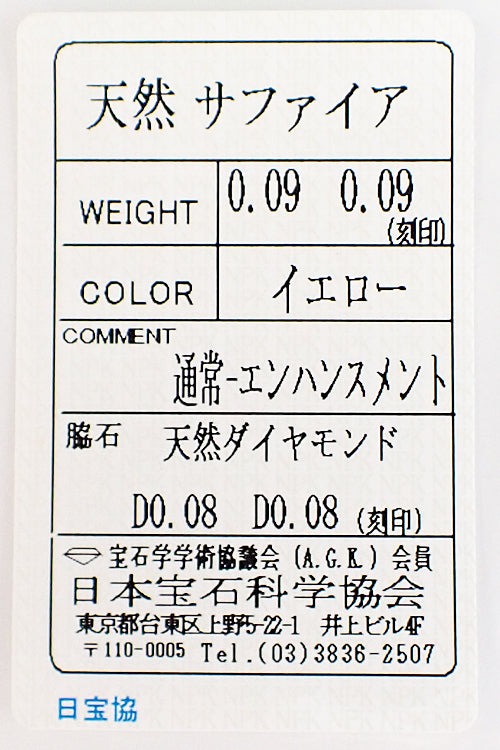 天然 サファイア
WEIGHT 0.09 0.09 (刻印)
COLOR イエロー
COMMENT
通常-エンハンスメント
脇石 天然ダイヤモンド
D0.08 D0.08 (刻印)
宝石学学術協議会 (A.G.K.) 会員
日本宝石科学協会
東京都台東区上野5-22-1 井上ビル4F
〒110-0005 Tel.(03)3836-2507
日宝協